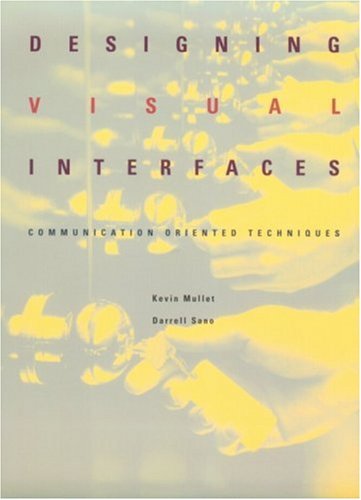 DESIGNING
VISUAL
INTERFACES
COMMUNICATION ORIENTED TECHNIQUES
Kevin Mullet
Darrell Sano